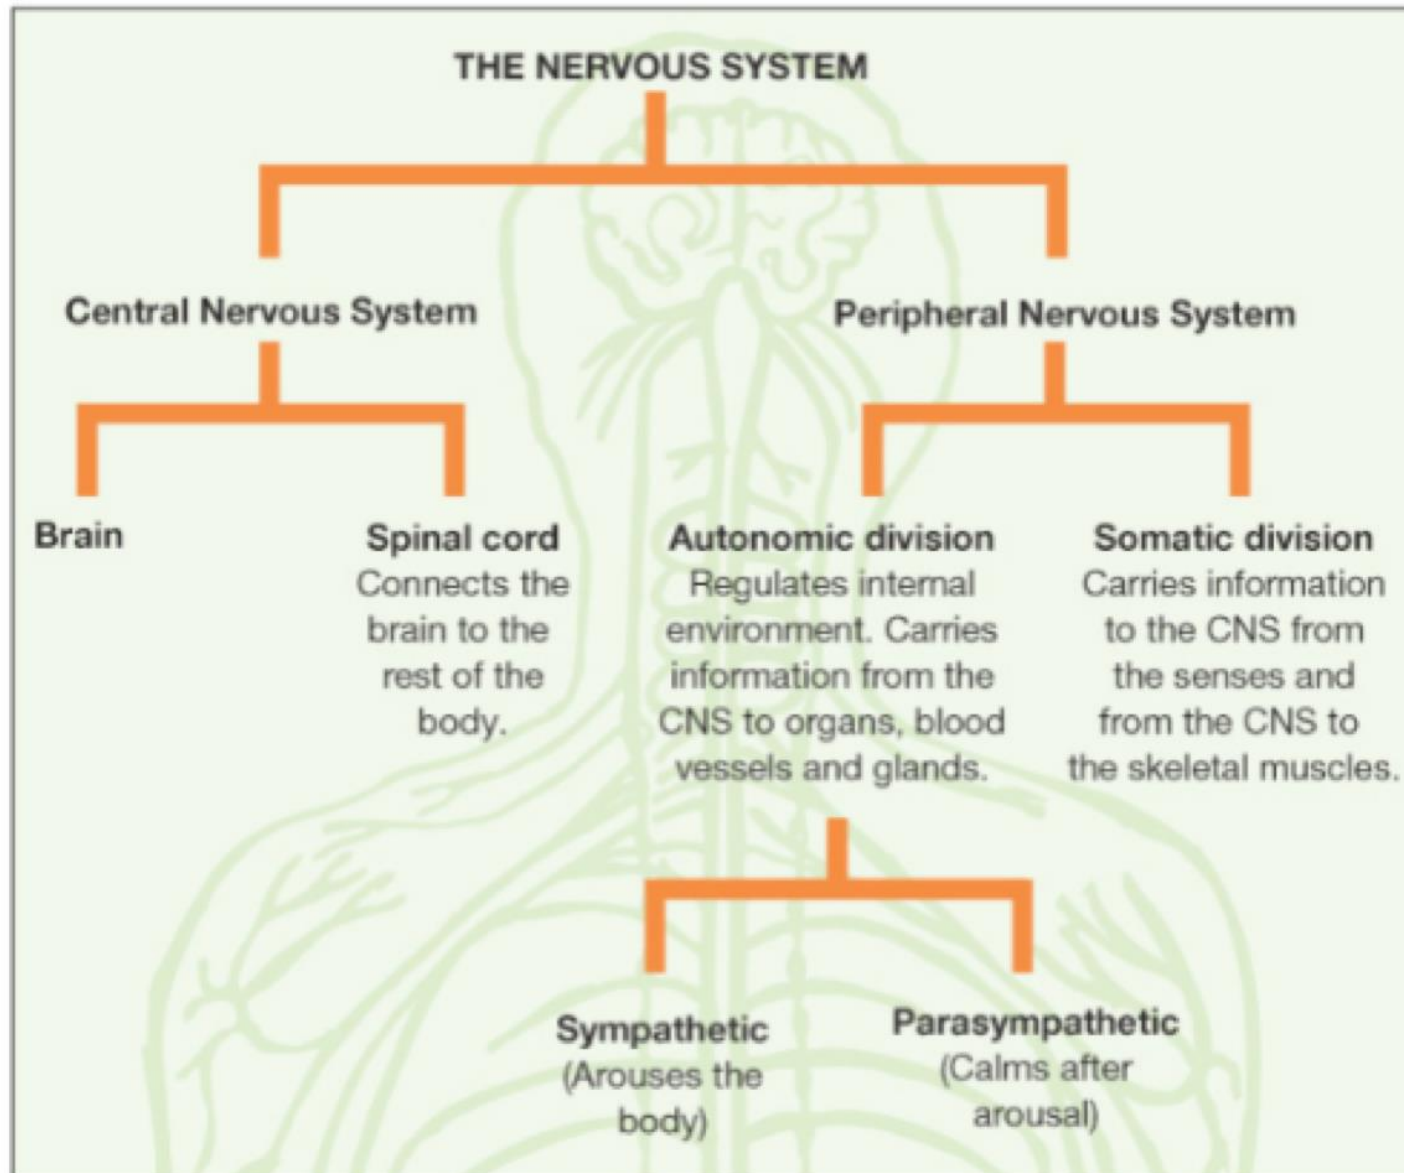 THE NERVOUS SYSTEM
Central Nervous System
Peripheral Nervous System
Brain
Spinal cord
Connects the
brain to the
rest of the
body.
Autonomic division
Regulates internal
environment. Carries
information from the
CNS to organs, blood
vessels and glands.
Somatic division
Carries information
to the CNS from
the senses and
from the CNS to
the skeletal muscles.
Sympathetic
(Arouses the
body)
Parasympathetic
(Calms after
arousal)